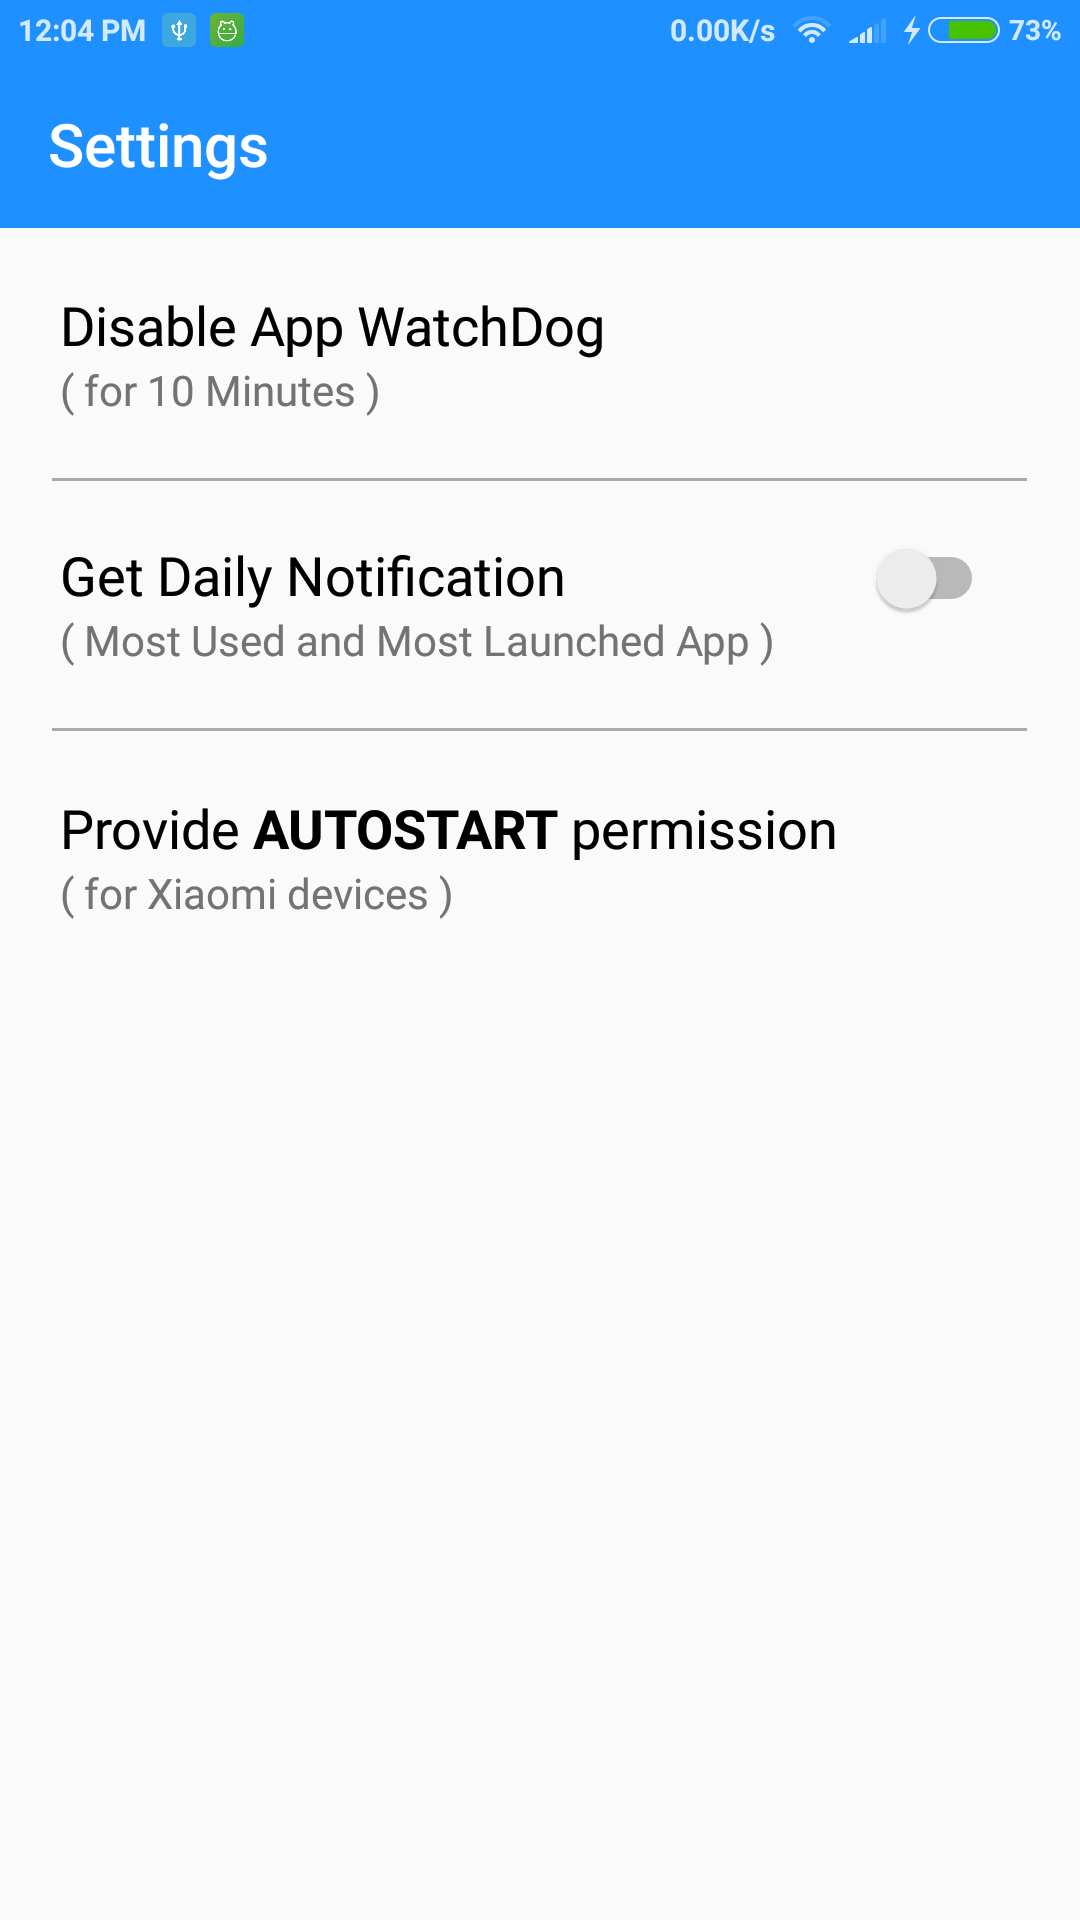 12:04 PM 0.00K/s 73%
Settings
Disable App WatchDog
( for 10 Minutes )
Get Daily Notification
( Most Used and Most Launched App )
Provide AUTOSTART permission
( for Xiaomi devices )